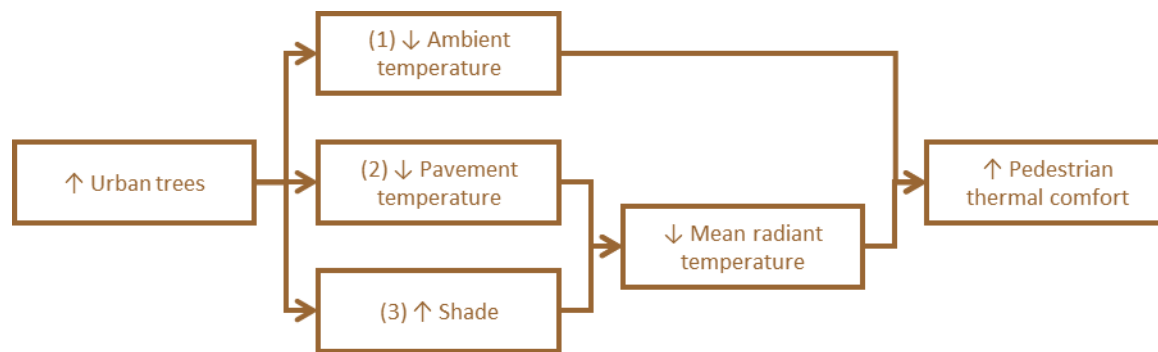 ↑ Urban trees
(1) ↓ Ambient
temperature
(2) ↓ Pavement
temperature
(3) ↑ Shade
↓ Mean radiant
temperature
↑ Pedestrian
thermal comfort